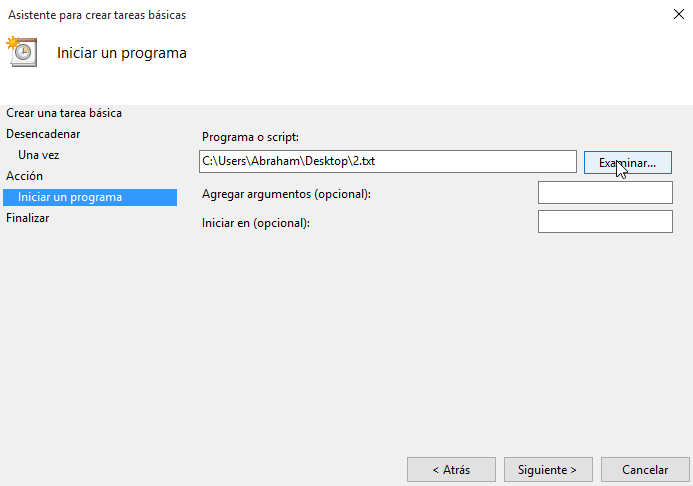 Asistente para crear tareas básicas
Iniciar un programa
Crear una tarea básica
Desencadenar
Una vez
Acción
Iniciar un programa
Finalizar
Programa o script:
C:\Users\Abraham\Desktop\2.txt
Examinar...
Agregar argumentos (opcional):
Iniciar en (opcional):
< Atrás
Siguiente >
Cancelar